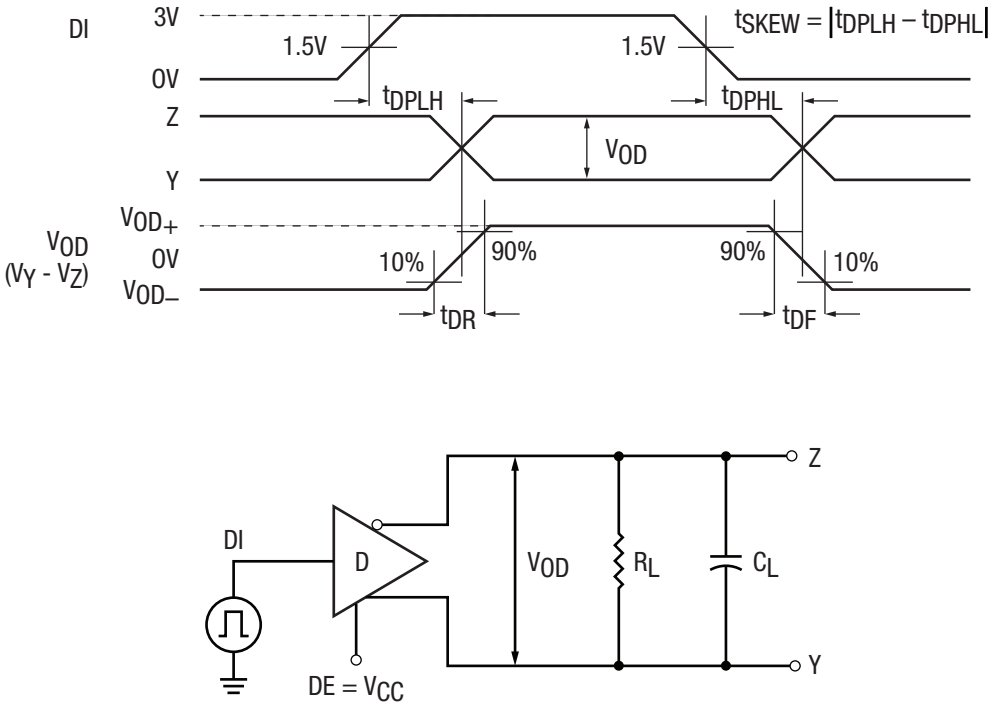 DI
3V
1.5V
1.5V
tSKEW = |tDPLH – tDPHL|
0V
tDPLH
tDPHL
Z
VOD
Y
VOD+
VOD
(VY - VZ)
0V
10%
90%
90%
10%
VOD–
tDR
tDF
Z
DI
D
VOD
RL
CL
Y
DE = VCC